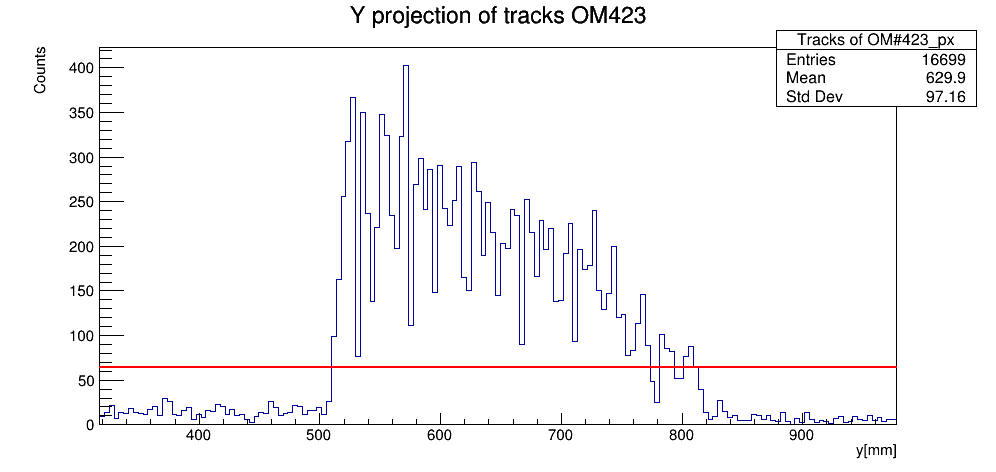 Y projection of tracks OM423
Tracks of OM#423_px
Entries 16699
Mean 629.9
Std Dev 97.16
Counts
400
350
300
250
200
150
100
50
0
400 500 600 700 800 900
y[mm]